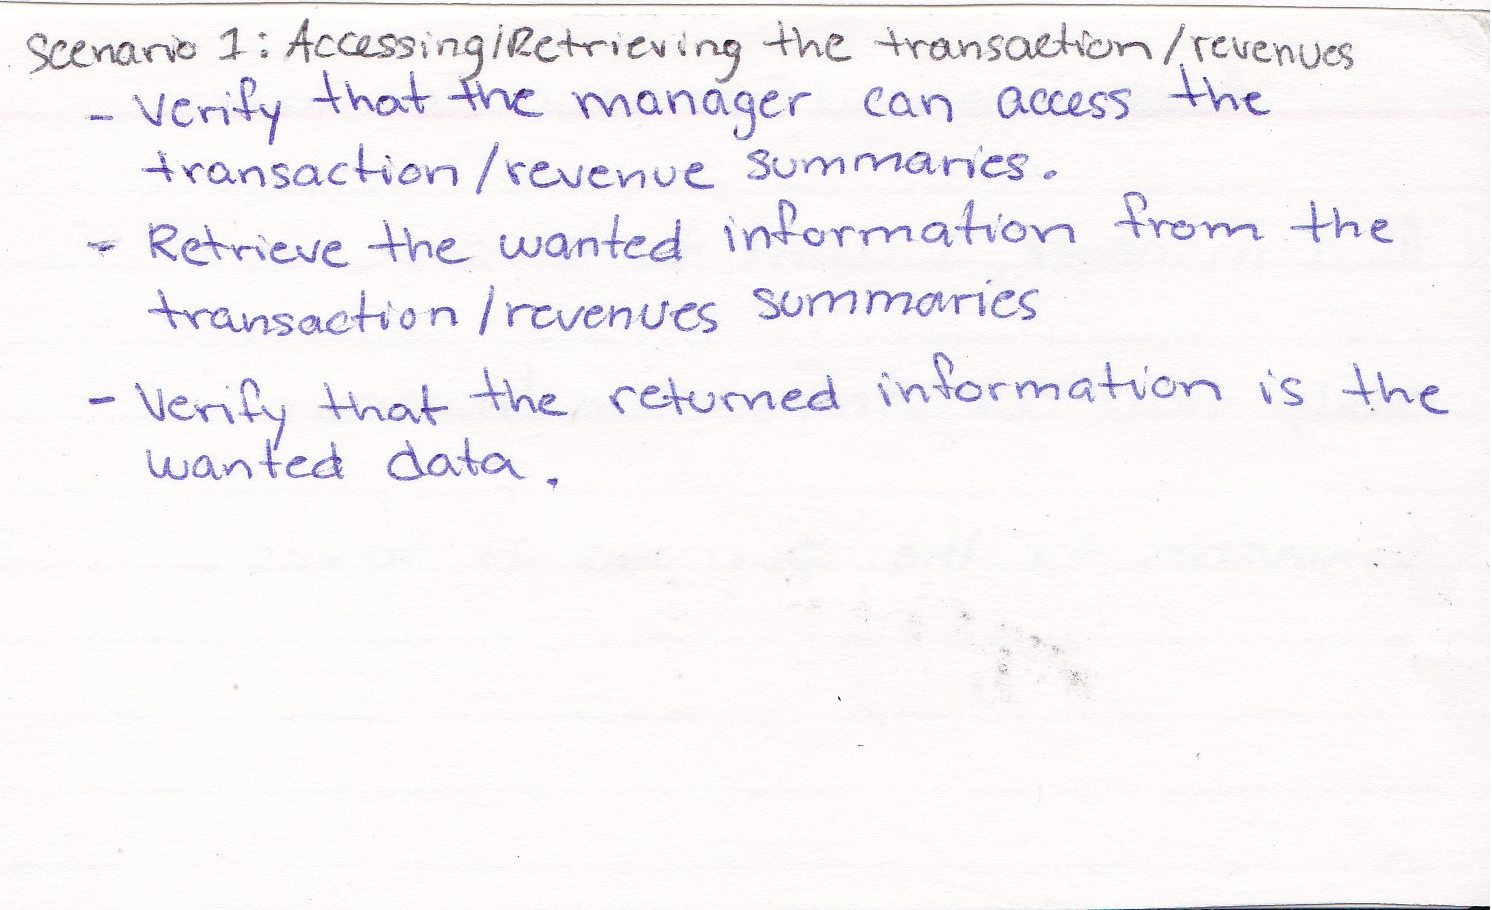 Scenario 1: Accessing/Retrieving the transaction/revenues
- Verify that the manager can access the
transaction/revenue summaries.
- Retrieve the wanted information from the
transaction/revenues summaries
- Verify that the returned information is the
wanted data.